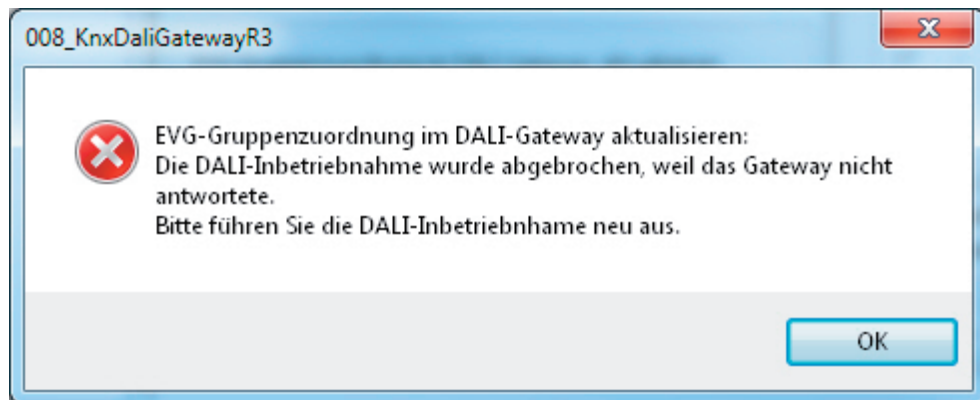 008_KnxDaliGatewayR3
EVG-Gruppenzuordnung im DALI-Gateway aktualisieren:
Die DALI-Inbetriebnahme wurde abgebrochen, weil das Gateway nicht
antwortete.
Bitte führen Sie die DALI-Inbetriebnhame neu aus.
OK